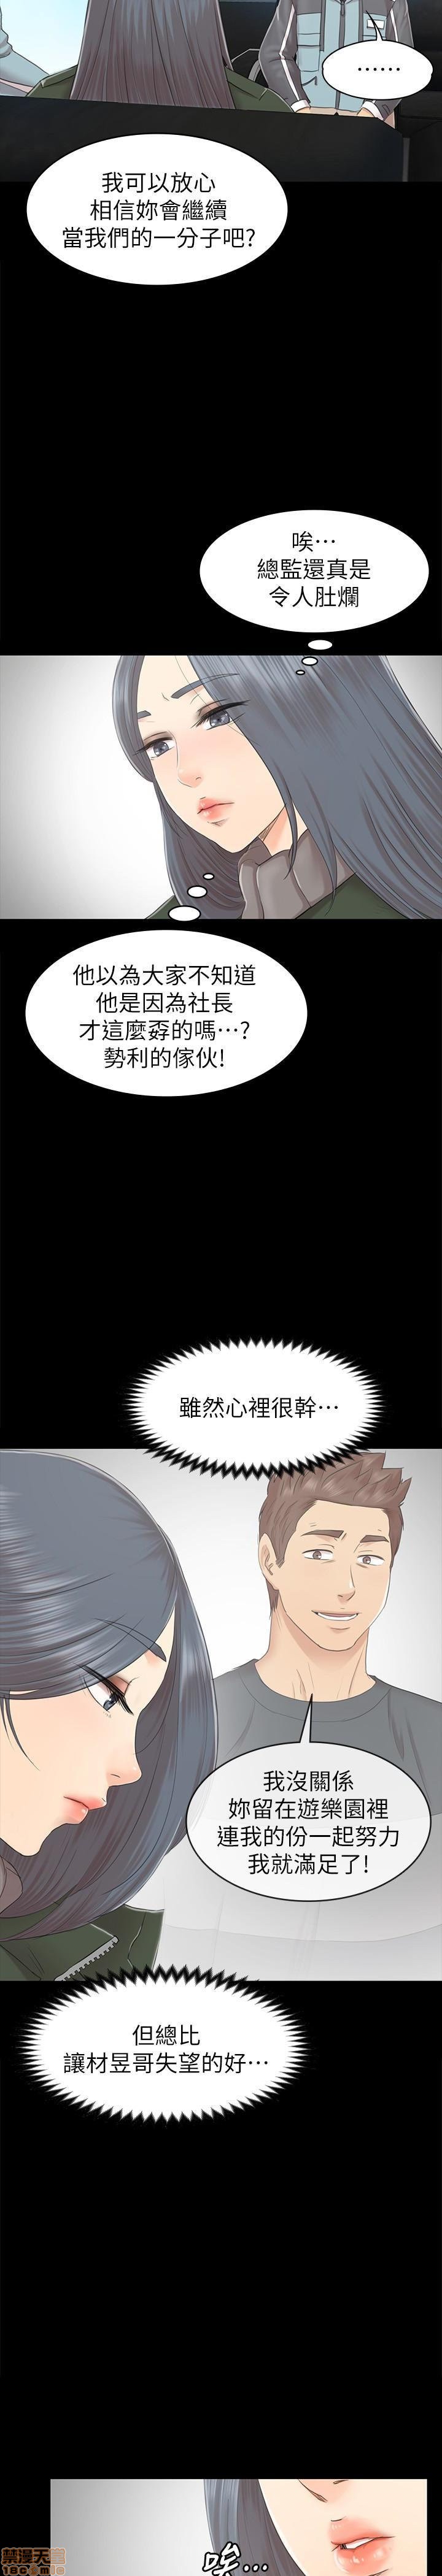 ……
我可以放心
相信妳會繼續
當我們的一分子吧?
唉…
總監還真是
令人肚爛
他以為大家不知道
他是因為社長
才這麼孬的嗎…?
勢利的傢伙!
雖然心裡很幹…
我沒關係
妳留在遊樂園裡
連我的份一起努力
我就滿足了!
但總比
讓材昱哥失望的好…
唉…
禁漫天堂